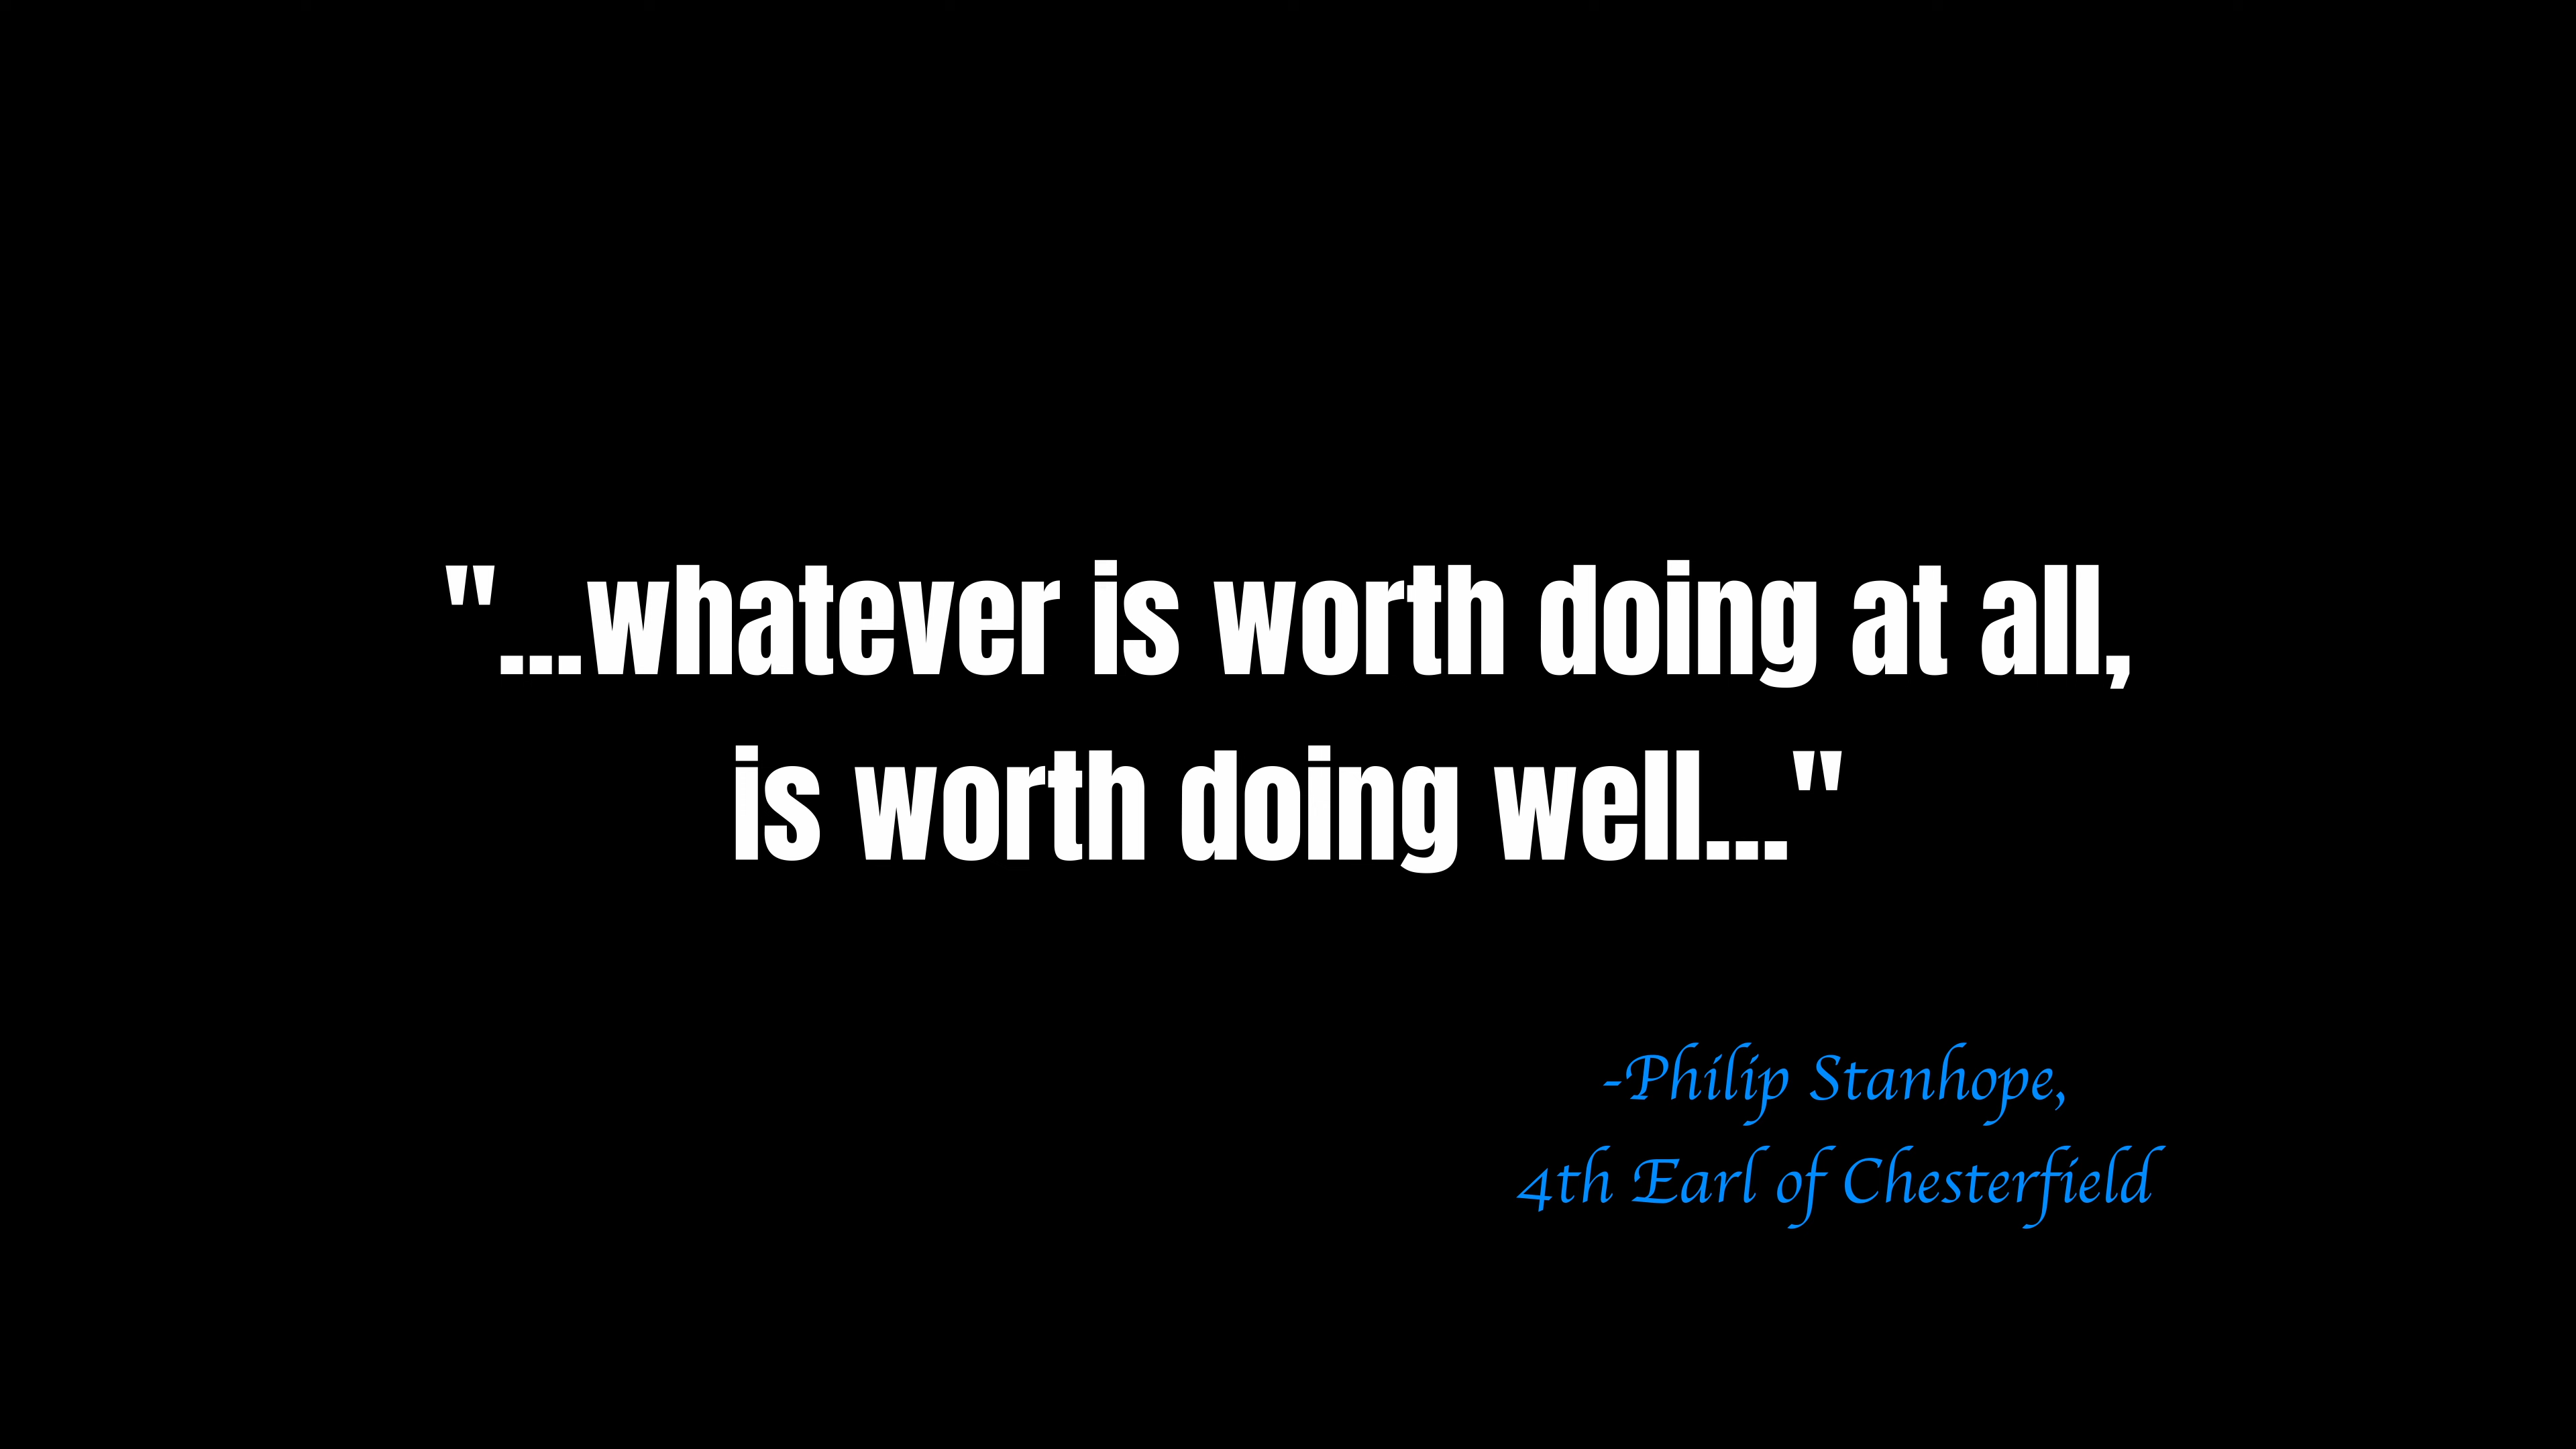 "...whatever is worth doing at all,
is worth doing well..."
-Philip Stanhope,
4th Earl of Chesterfield